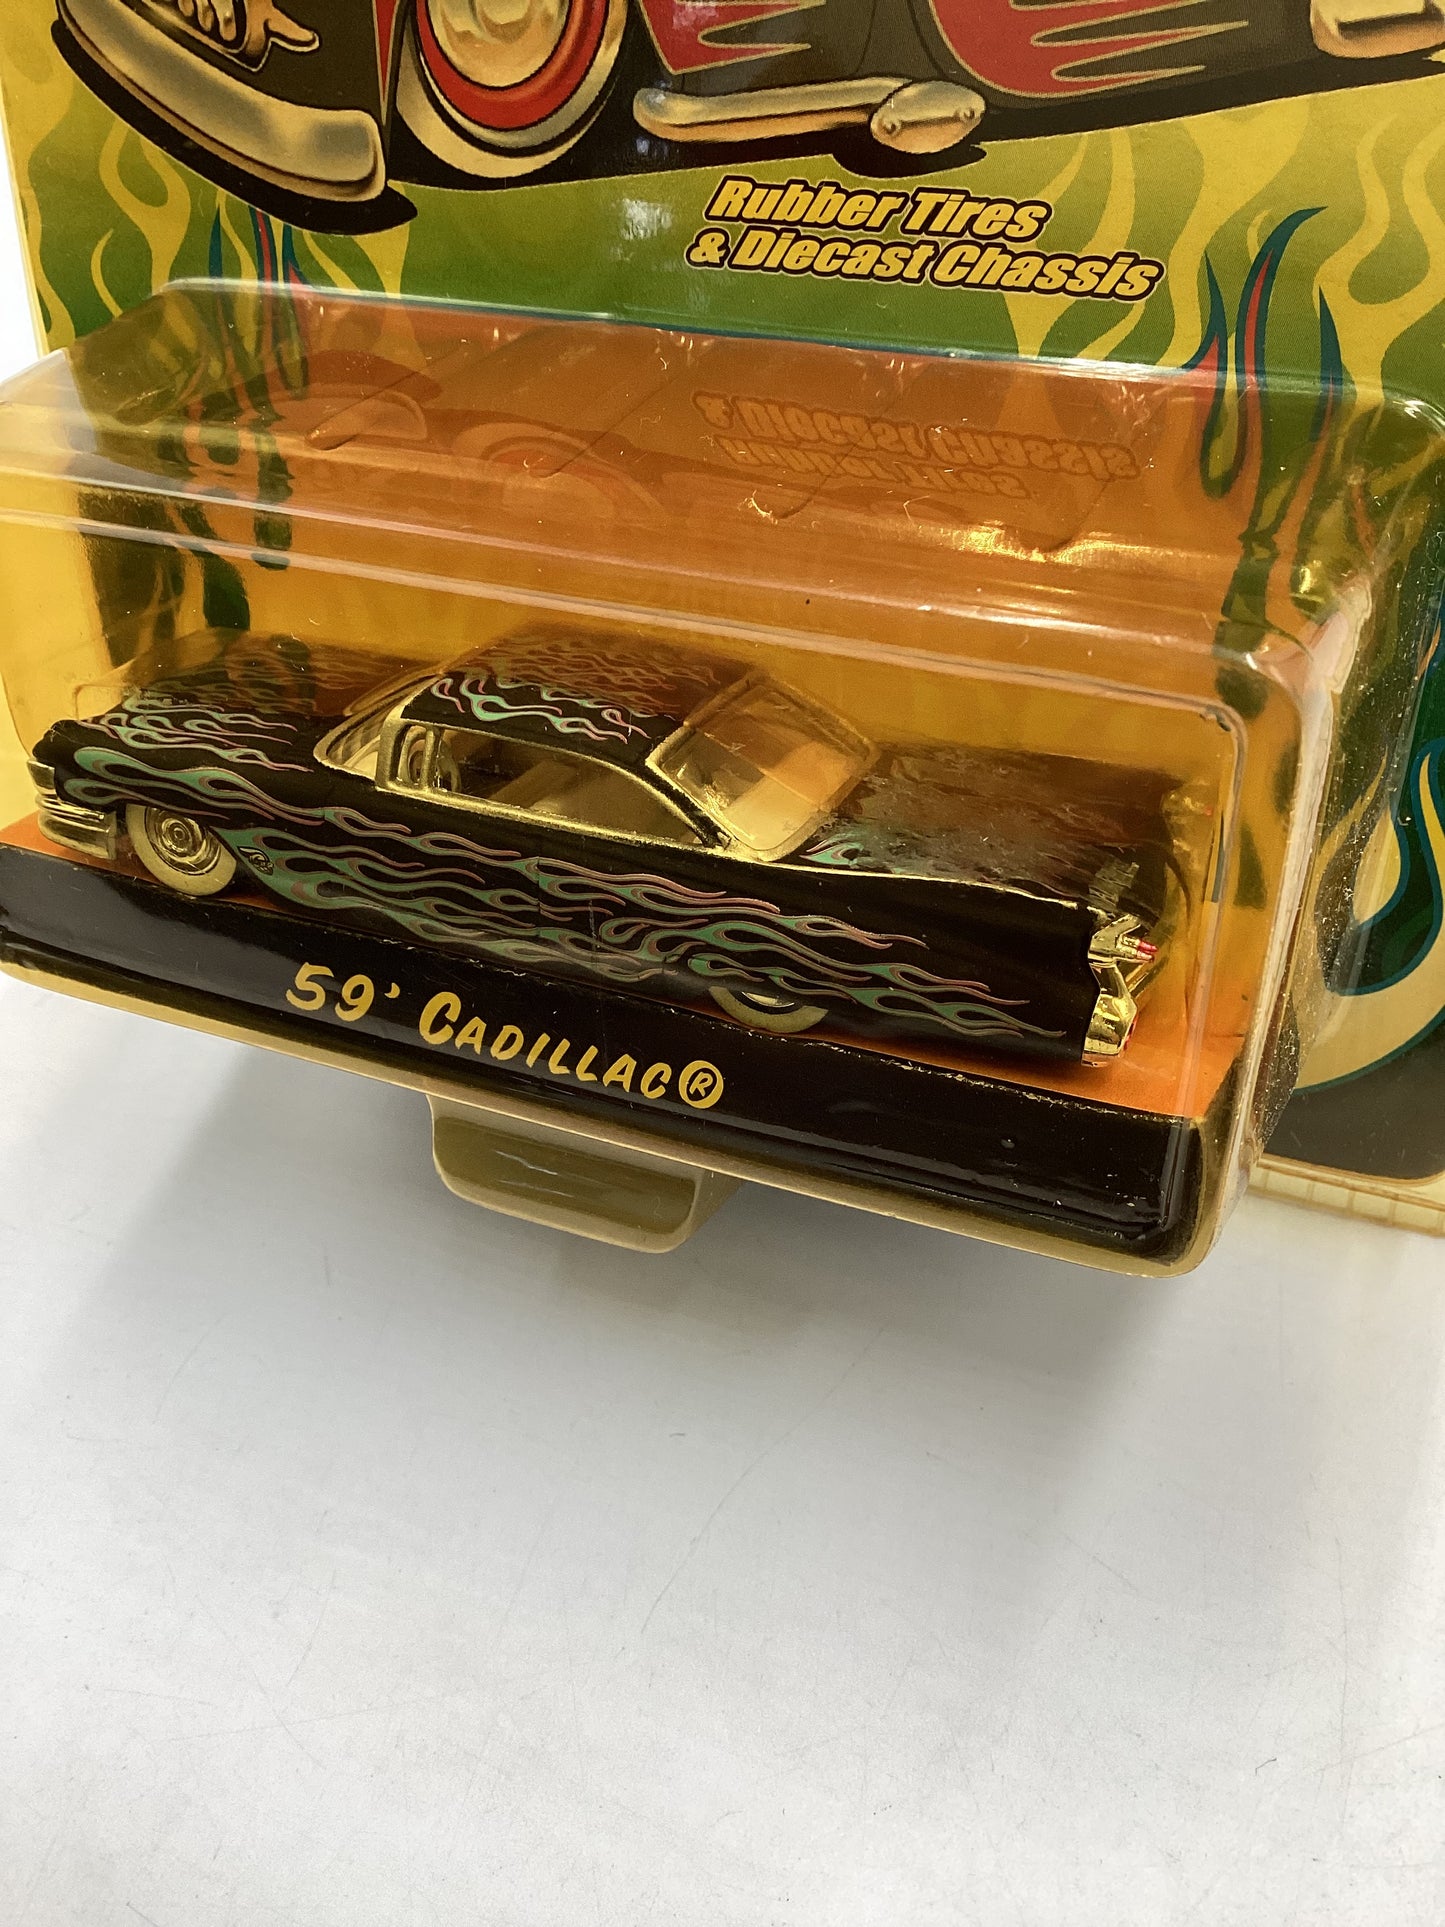 Rubber Tires
& Diecast Chassis
59' CADILLAC®